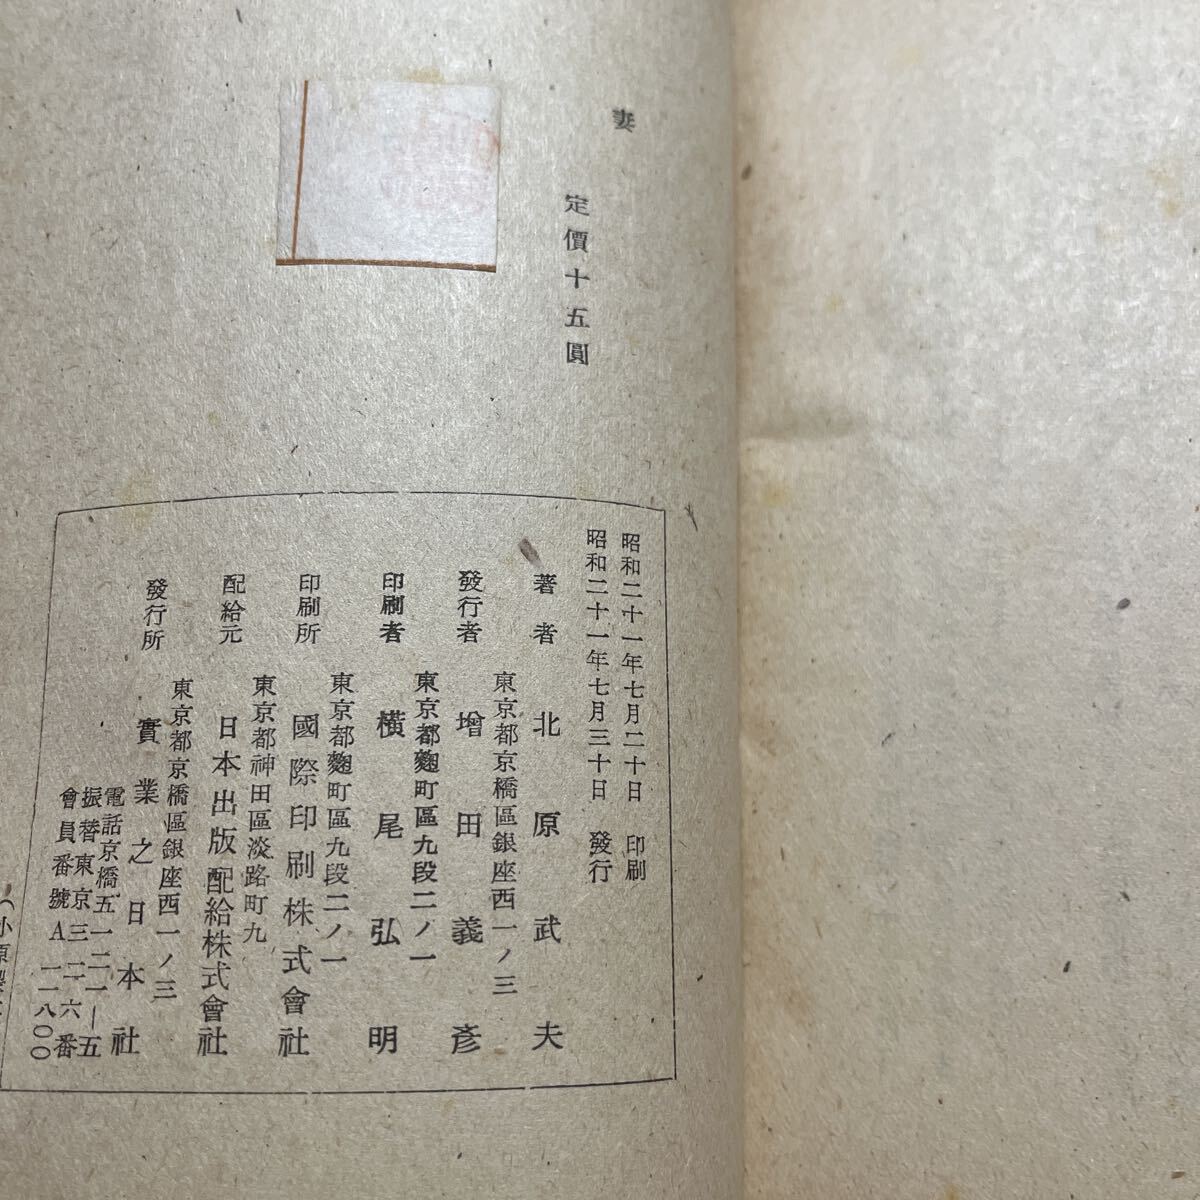 妻
定價十五圓
昭和二十一年七月二十日　印刷
昭和二十一年七月三十日　發行
著者　北原武夫
東京都京橋區銀座西一ノ三
發行者　增田義彥
東京都麴町區九段二ノ一
印刷者　橫尾弘明
東京都麴町區九段二ノ一
印刷所　國際印刷株式會社
東京都神田區淡路町九
配給元　日本出版配給株式會社
東京都京橋區銀座西一ノ三
發行所　實業之日本社
電話京橋五一二一―五
振替東京三二六番
會員番號A一一八〇〇